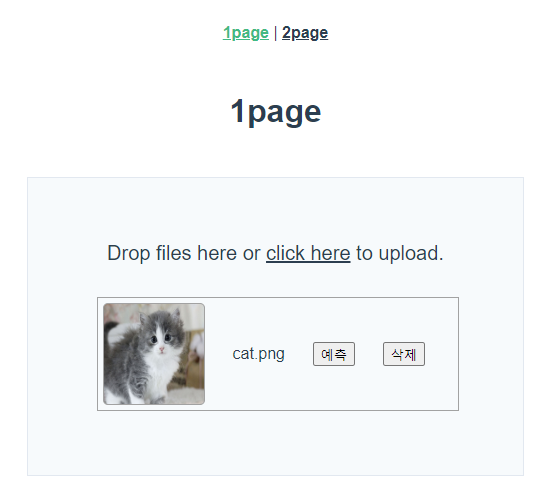 1page | 2page
1page
Drop files here or click here to upload.
cat.png 예측 삭제